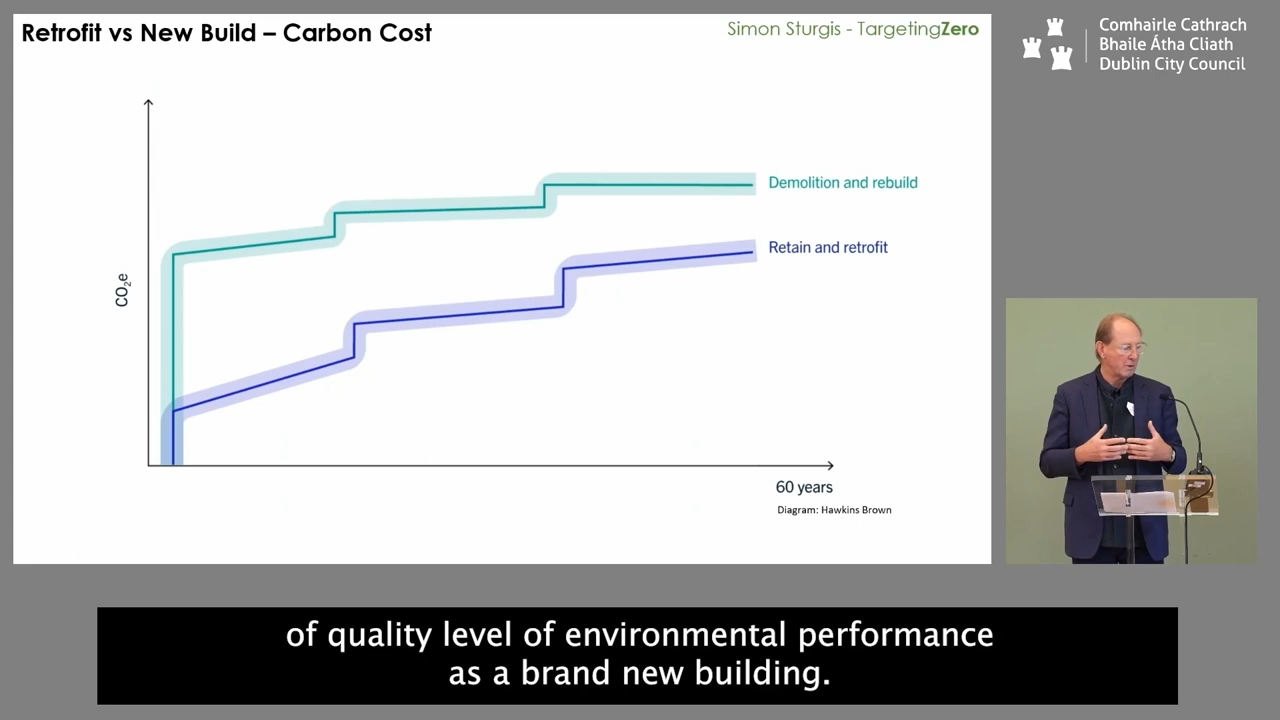 Retrofit vs New Build – Carbon Cost
Simon Sturgis - TargetingZero
Comhairle Cathrach
Bhaile Átha Cliath
Dublin City Council
Demolition and rebuild
Retain and retrofit
CO₂e
60 years
Diagram: Hawkins Brown
of quality level of environmental performance
as a brand new building.